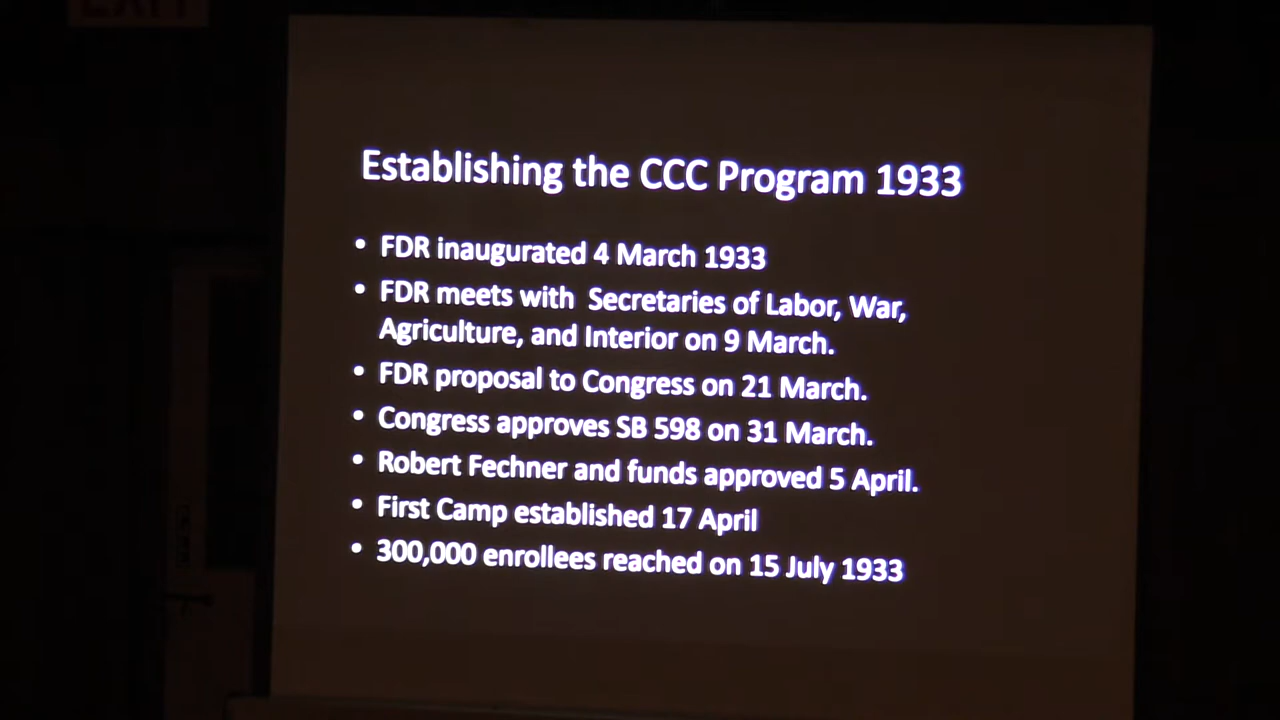 EXIT
Establishing the CCC Program 1933
• FDR inaugurated 4 March 1933
• FDR meets with Secretaries of Labor, War,
Agriculture, and Interior on 9 March.
• FDR proposal to Congress on 21 March.
• Congress approves SB 598 on 31 March.
• Robert Fechner and funds approved 5 April.
• First Camp established 17 April
• 300,000 enrollees reached on 15 July 1933